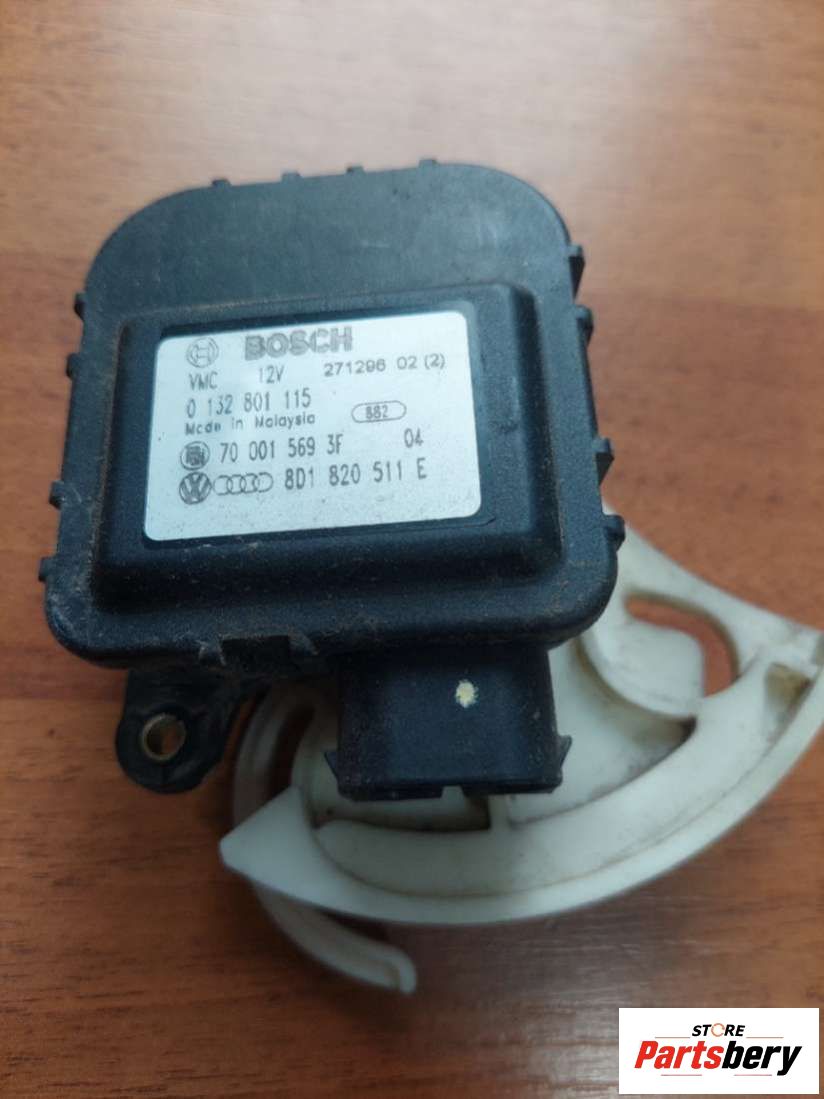 BOSCH
VMC 12V 271296 02 (2)
0 132 801 115
Made in Malaysia 882
70 001 569 3F 04
8D1 820 511 E
STORE
Partsbery